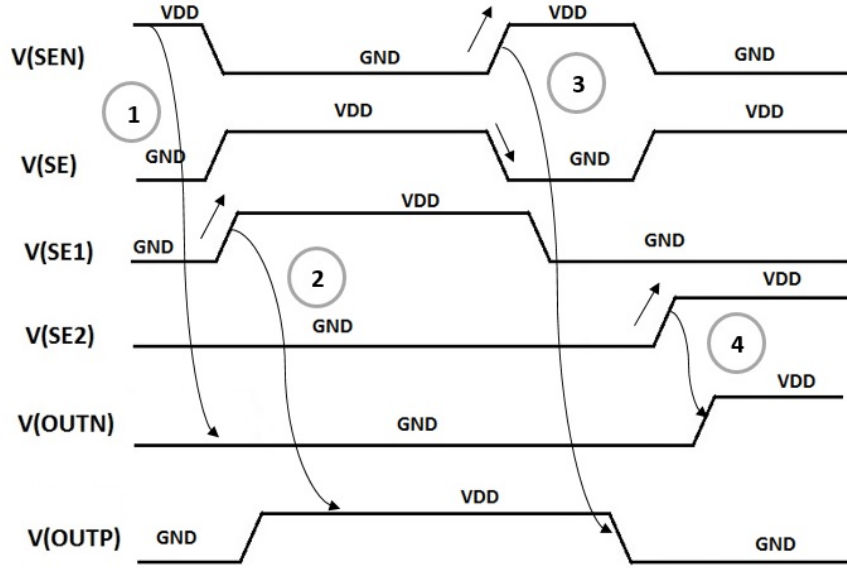 VDD VDD
V(SEN) GND GND
1 3
VDD VDD
V(SE) GND GND
VDD
V(SE1) GND GND
2
VDD
V(SE2) GND
4
VDD
V(OUTN) GND
VDD
V(OUTP) GND GND